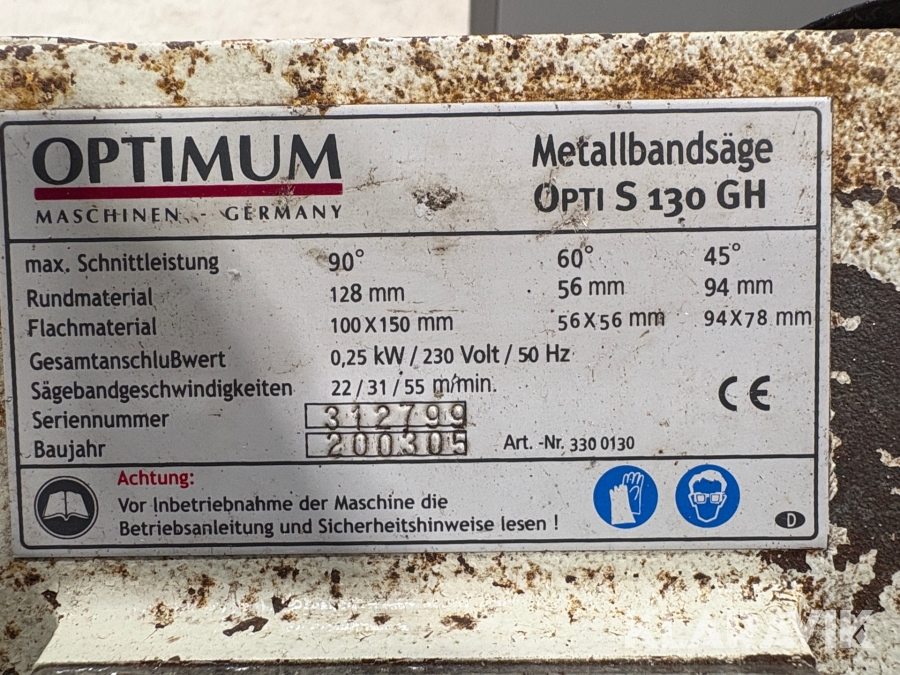 OPTIMUM
MASCHINEN - GERMANY
Metallbandsäge
OPTI S 130 GH
max. Schnittleistung 90° 60° 45°
Rundmaterial 128 mm 56 mm 94 mm
Flachmaterial 100 X 150 mm 56 X 56 mm 94 X 78 mm
Gesamtanschlußwert 0,25 kW / 230 Volt / 50 Hz
Sägebandgeschwindigkeiten 22 / 31 / 55 m/min.
Seriennummer 312799
Baujahr 200305 Art. -Nr. 330 0130
CE
Achtung:
Vor Inbetriebnahme der Maschine die
Betriebsanleitung und Sicherheitshinweise lesen !
D
KLARAVIK